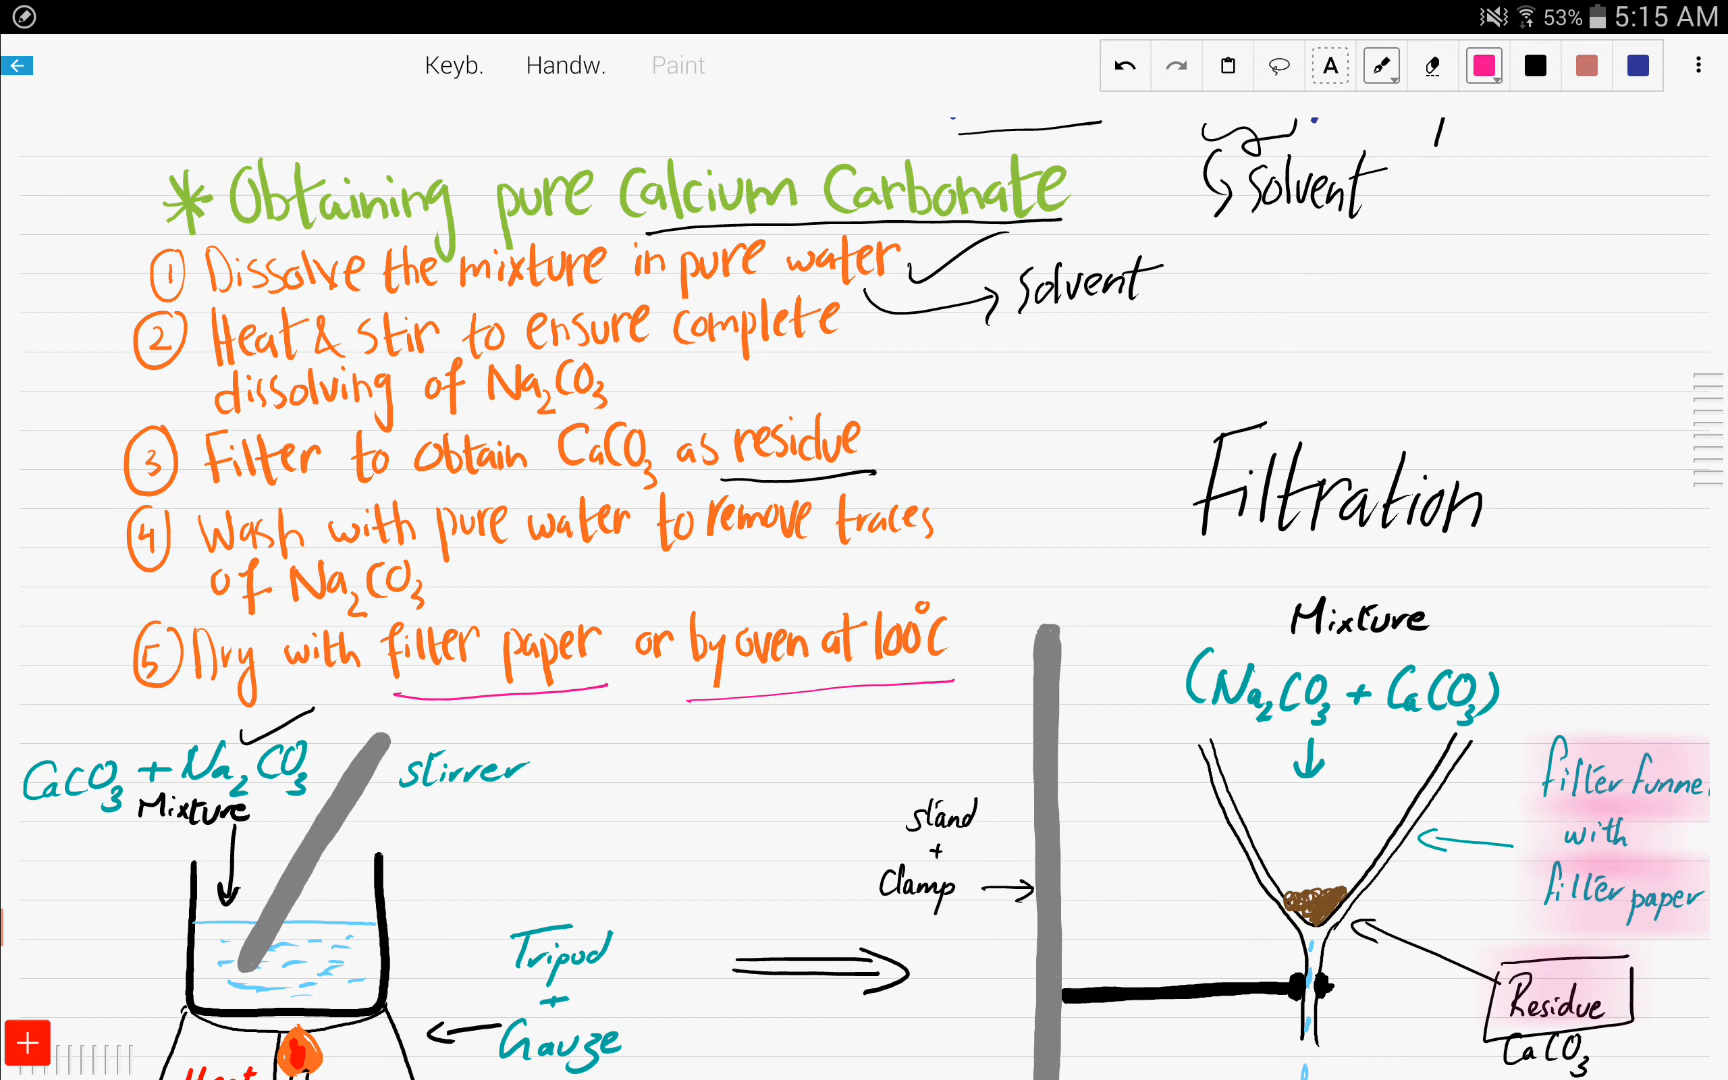 53% 5:15 AM
Keyb. Handw. Paint
A
* Obtaining pure Calcium Carbonate
① Dissolve the mixture in pure water
② Heat & stir to ensure complete
dissolving of Na₂CO₃
③ Filter to obtain CaCO₃ as residue
④ Wash with pure water to remove traces
of Na₂CO₃
⑤ Dry with filter paper or by oven at 100°C
Solvent
Solvent
Filtration
CaCO₃ + Na₂CO₃
Mixture
stirrer
Tripod
+
Gauze
Heat
Mixture
(Na₂CO₃ + CaCO₃)
stand
+
Clamp
filter funne
with
filter paper
Residue
CaCO₃